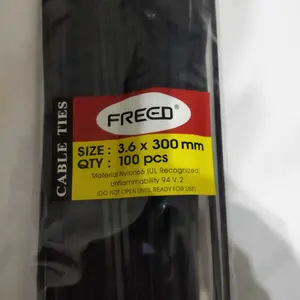 CABLE TIES
FREED®
SIZE : 3.6 x 300 mm
QTY : 100 pcs
Material Nylon66 (UL Recognized)
Unflammability 94 V.2
(DO NOT OPEN UNTIL READY FOR USE)